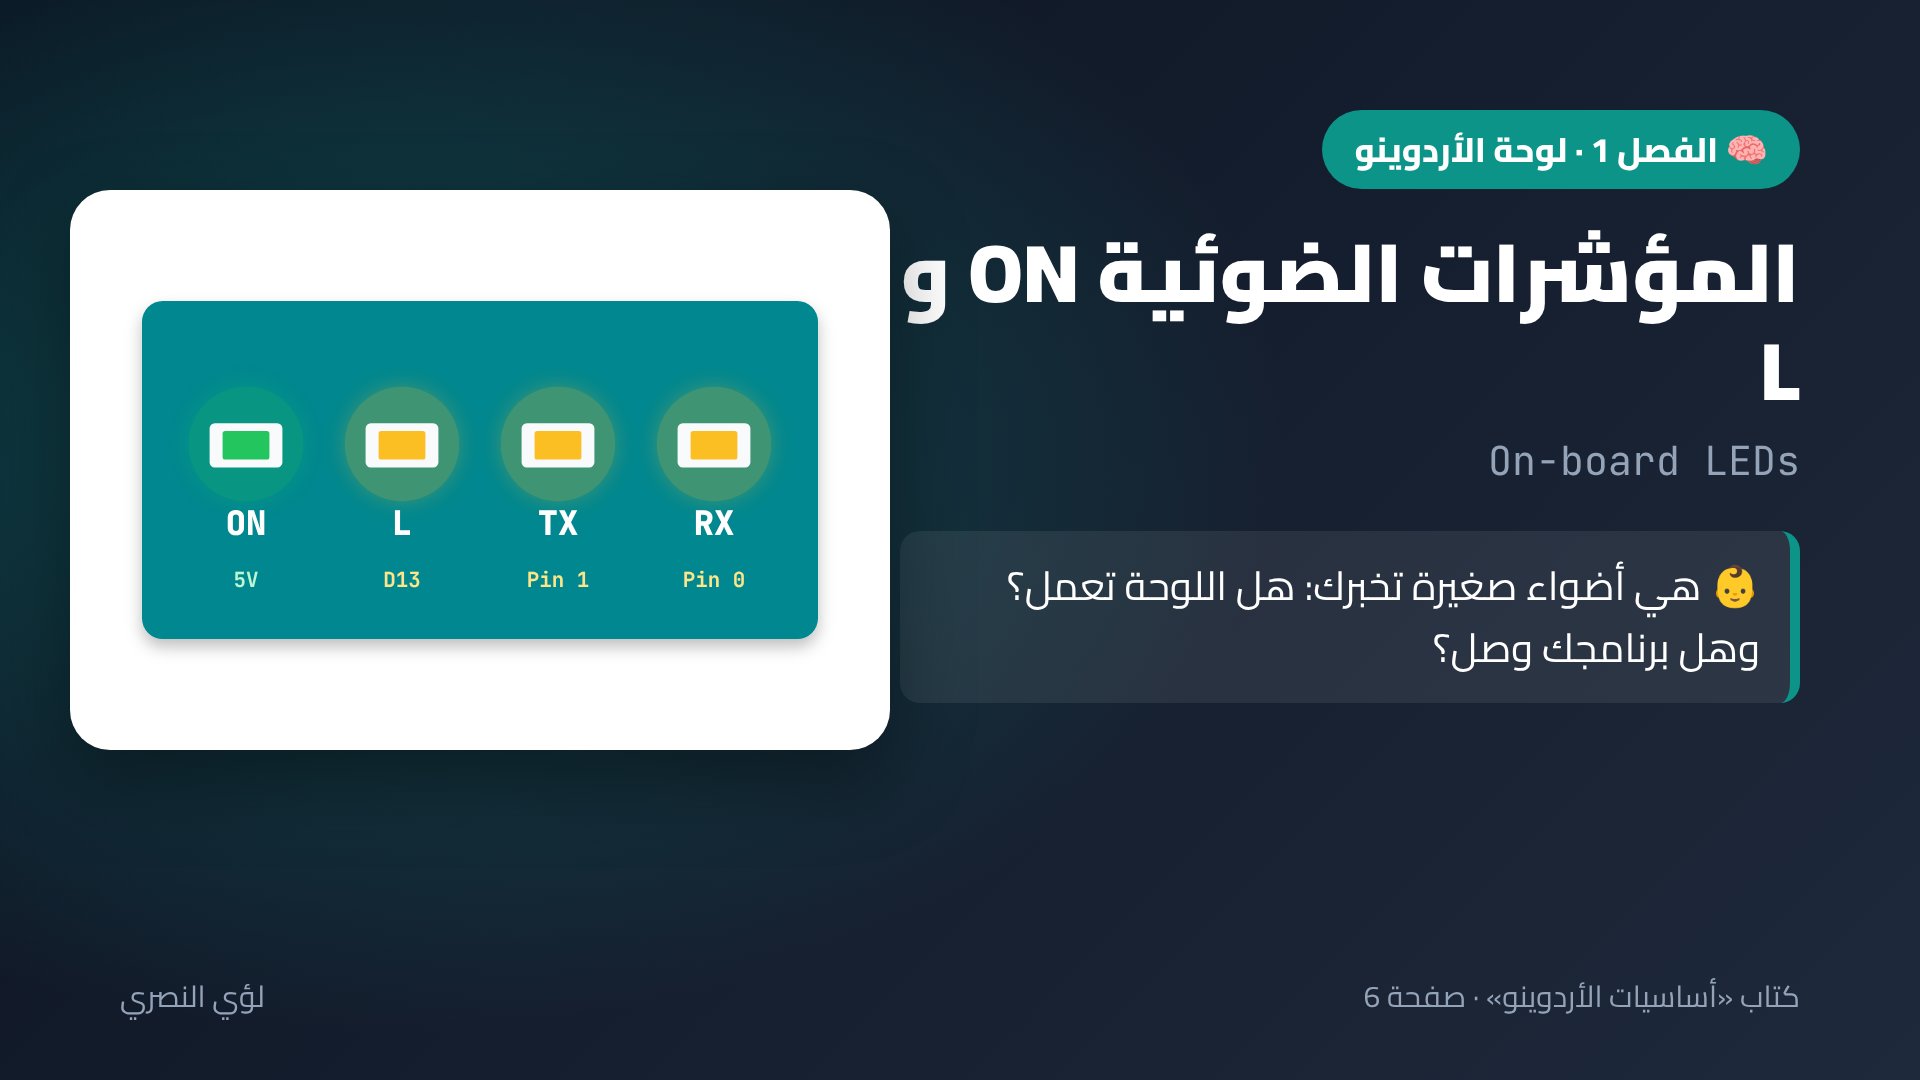 🧠 الفصل 1 · لوحة الأردوينو
المؤشرات الضوئية ON و
L
On-board LEDs
👶 هي أضواء صغيرة تخبرك: هل اللوحة تعمل؟
وهل برنامجك وصل؟
ON L TX RX
5V D13 Pin 1 Pin 0
كتاب «أساسيات الأردوينو» · صفحة 6
لؤي النصري